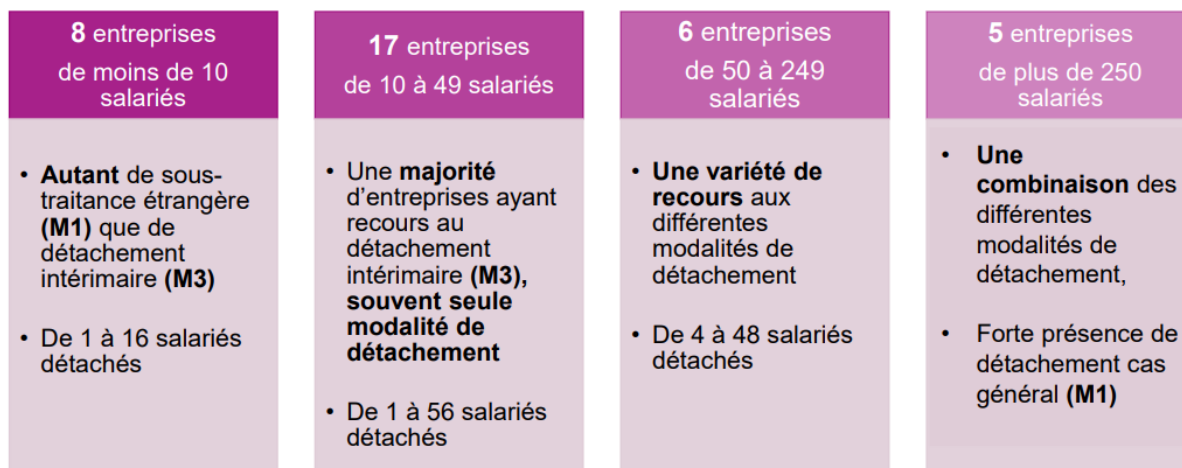 8 entreprises
de moins de 10
salariés
• Autant de sous-
traitance étrangère
(M1) que de
détachement
intérimaire (M3)
• De 1 à 16 salariés
détachés
17 entreprises
de 10 à 49 salariés
• Une majorité
d’entreprises ayant
recours au
détachement
intérimaire (M3),
souvent seule
modalité de
détachement
• De 1 à 56 salariés
détachés
6 entreprises
de 50 à 249
salariés
• Une variété de
recours aux
différentes
modalités de
détachement
• De 4 à 48 salariés
détachés
5 entreprises
de plus de 250
salariés
• Une
combinaison des
différentes
modalités de
détachement,
• Forte présence de
détachement cas
général (M1)